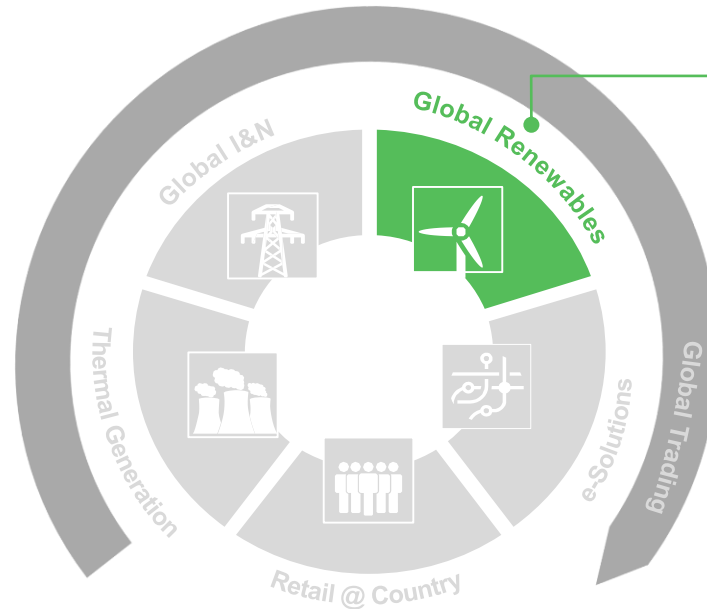 Global I&N
Global Renewables
Thermal Generation
e-Solutions
Global Trading
Retail @ Country